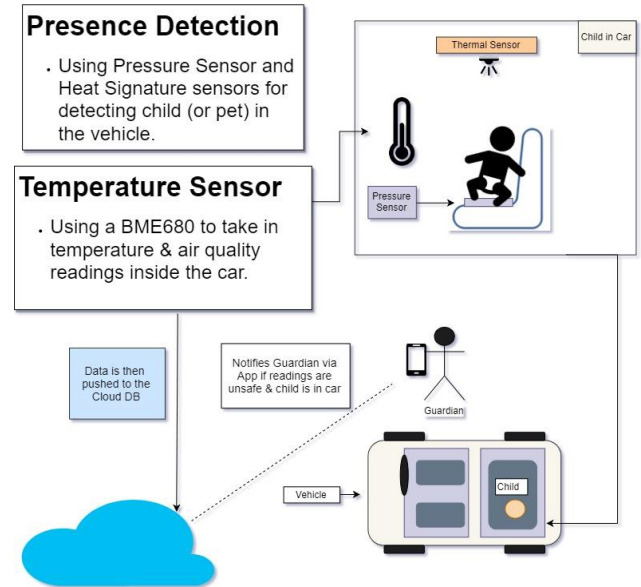 Presence Detection
• Using Pressure Sensor and
Heat Signature sensors for
detecting child (or pet) in
the vehicle.
Temperature Sensor
• Using a BME680 to take in
temperature & air quality
readings inside the car.
Child in Car
Thermal Sensor
Pressure
Sensor
Data is then
pushed to the
Cloud DB
Notifies Guardian via
App if readings are
unsafe & child is in car
Guardian
Vehicle
Child